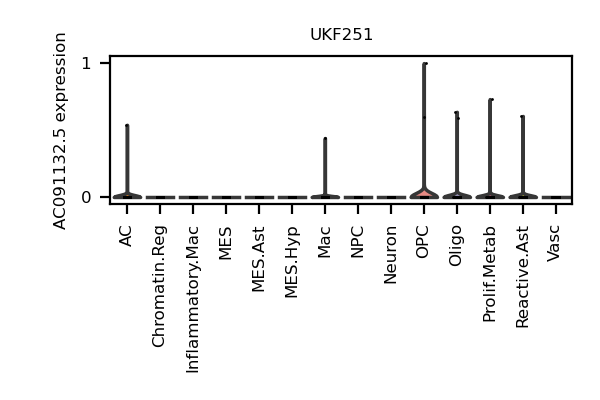 UKF251
AC091132.5 expression
1
0
AC
Chromatin.Reg
Inflammatory.Mac
MES
MES.Ast
MES.Hyp
Mac
NPC
Neuron
OPC
Oligo
Prolif.Metab
Reactive.Ast
Vasc